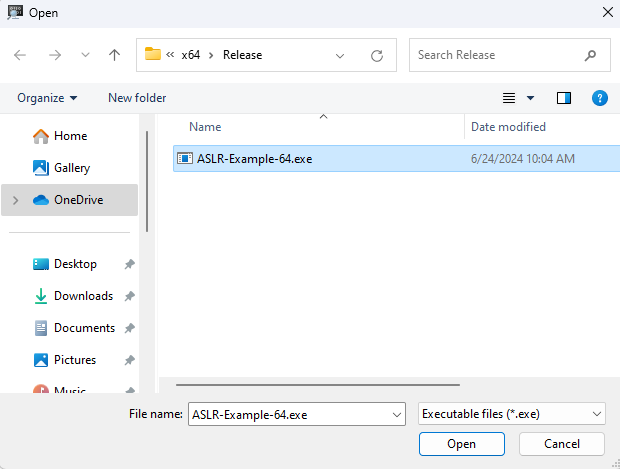 Open
« x64 › Release
Search Release
Organize
New folder
Name
Date modified
Home
ASLR-Example-64.exe
6/24/2024 10:04 AM
Gallery
OneDrive
Desktop
Downloads
Documents
Pictures
Music
File name:
ASLR-Example-64.exe
Executable files (*.exe)
Open
Cancel